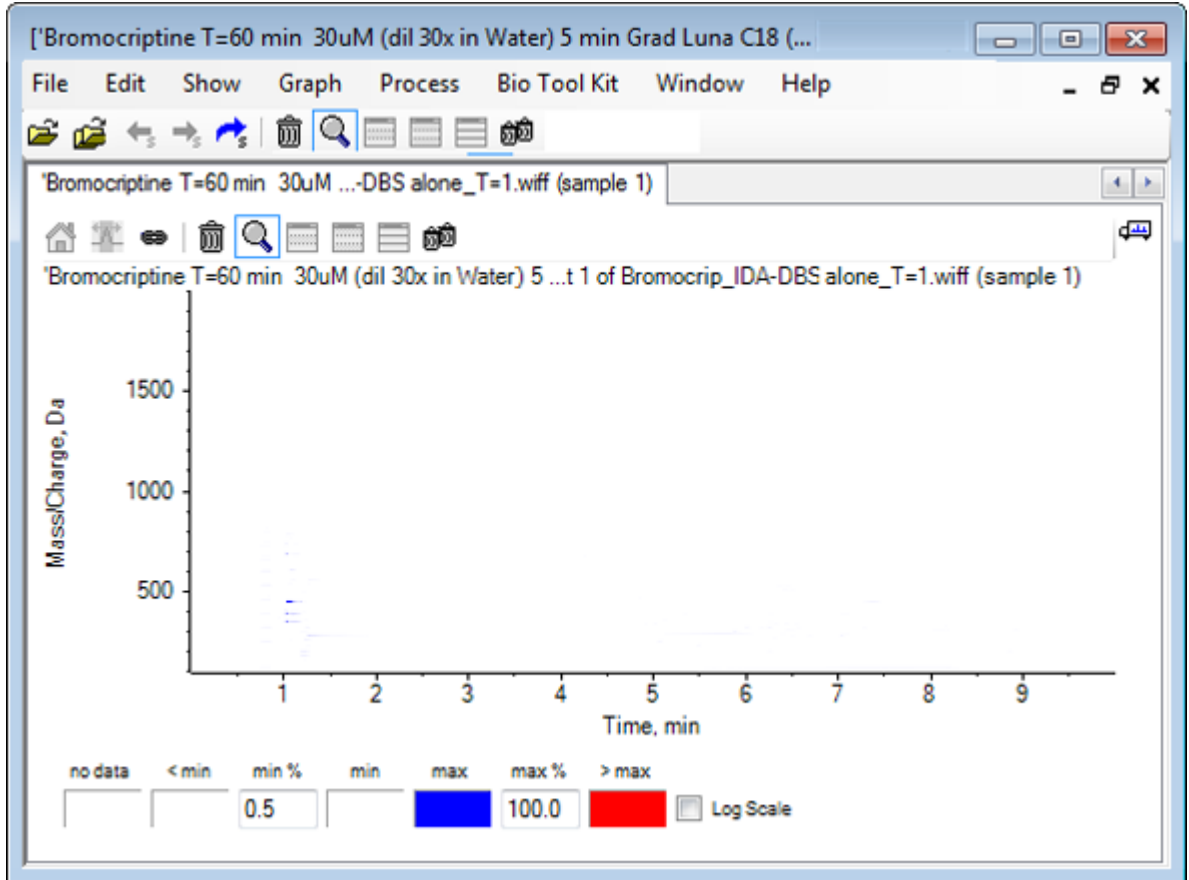 ['Bromocriptine T=60 min 30uM (dil 30x in Water) 5 min Grad Luna C18 (...
File Edit Show Graph Process Bio Tool Kit Window Help
'Bromocriptine T=60 min 30uM ...-DBS alone_T=1.wiff (sample 1)
'Bromocriptine T=60 min 30uM (dil 30x in Water) 5 ...t 1 of Bromocrip_IDA-DBS alone_T=1.wiff (sample 1)
Mass/Charge, Da
1500
1000
500
1 2 3 4 5 6 7 8 9
Time, min
no data < min min % min max max % > max
0.5 100.0 Log Scale